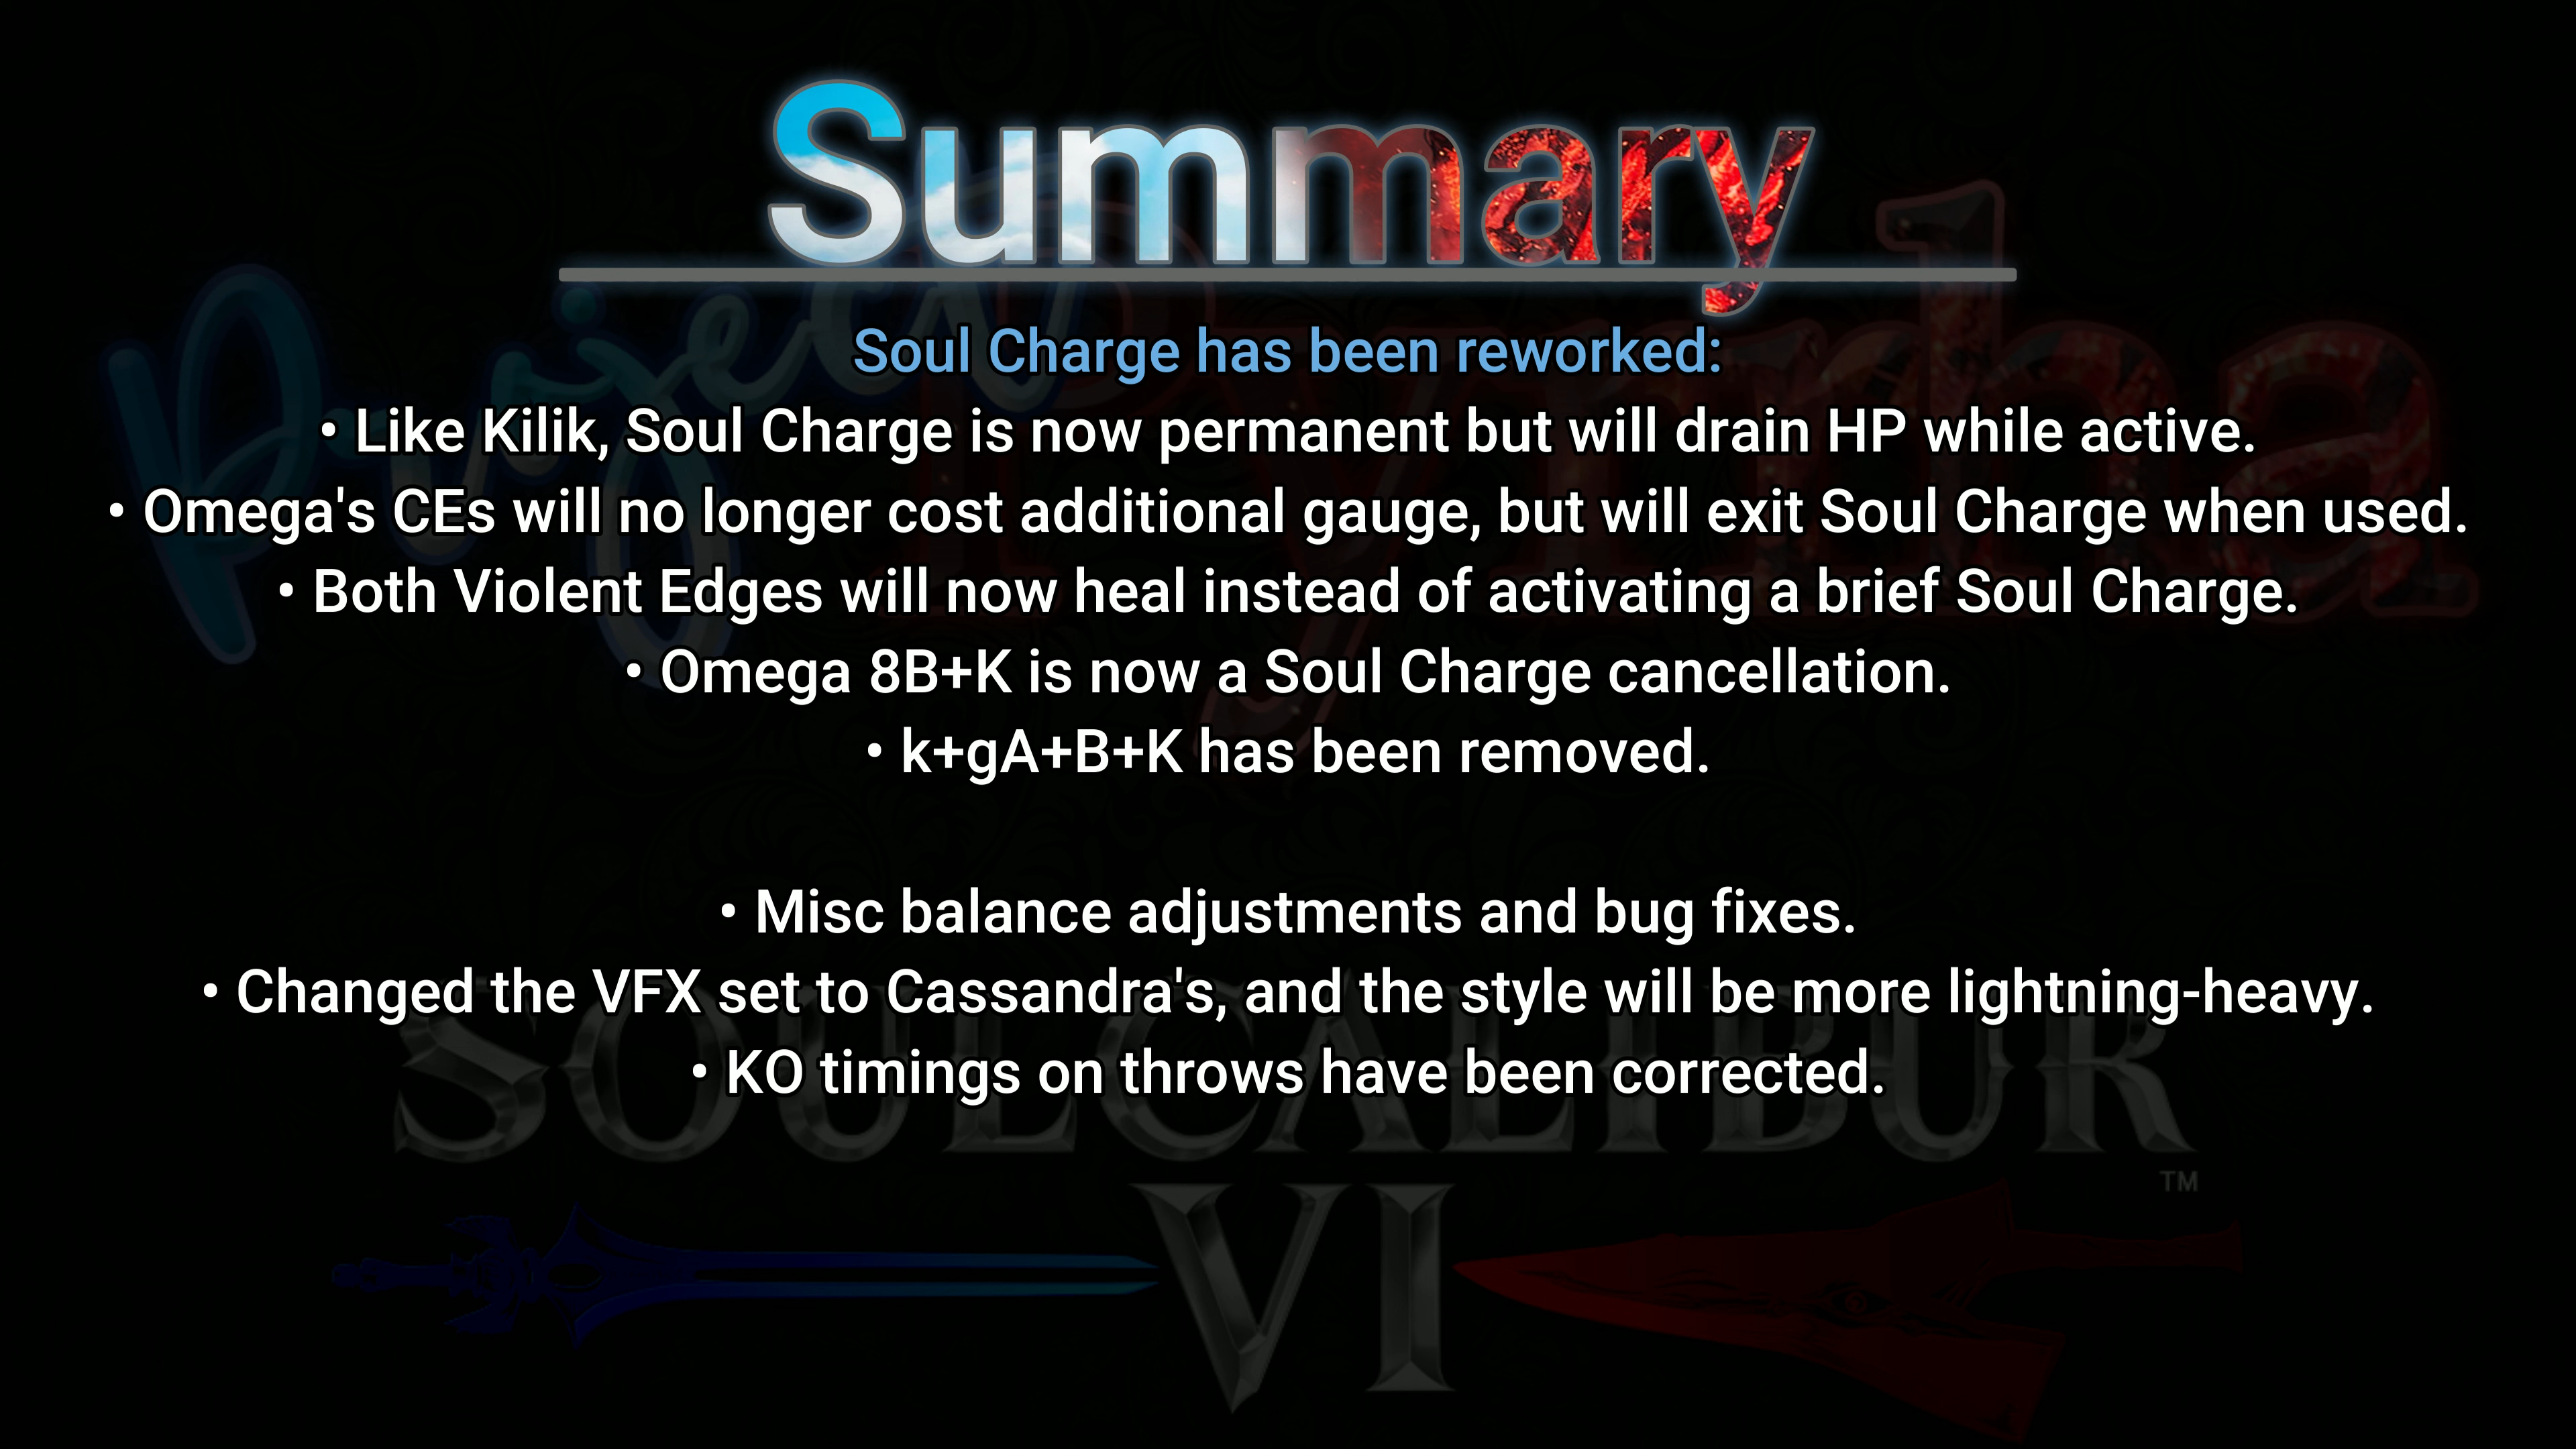 Summary
Soul Charge has been reworked:
• Like Kilik, Soul Charge is now permanent but will drain HP while active.
• Omega's CEs will no longer cost additional gauge, but will exit Soul Charge when used.
• Both Violent Edges will now heal instead of activating a brief Soul Charge.
• Omega 8B+K is now a Soul Charge cancellation.
• k+gA+B+K has been removed.
• Misc balance adjustments and bug fixes.
• Changed the VFX set to Cassandra's, and the style will be more lightning-heavy.
• KO timings on throws have been corrected.
Project Pyrrha
SOULCALIBUR
TM
VI